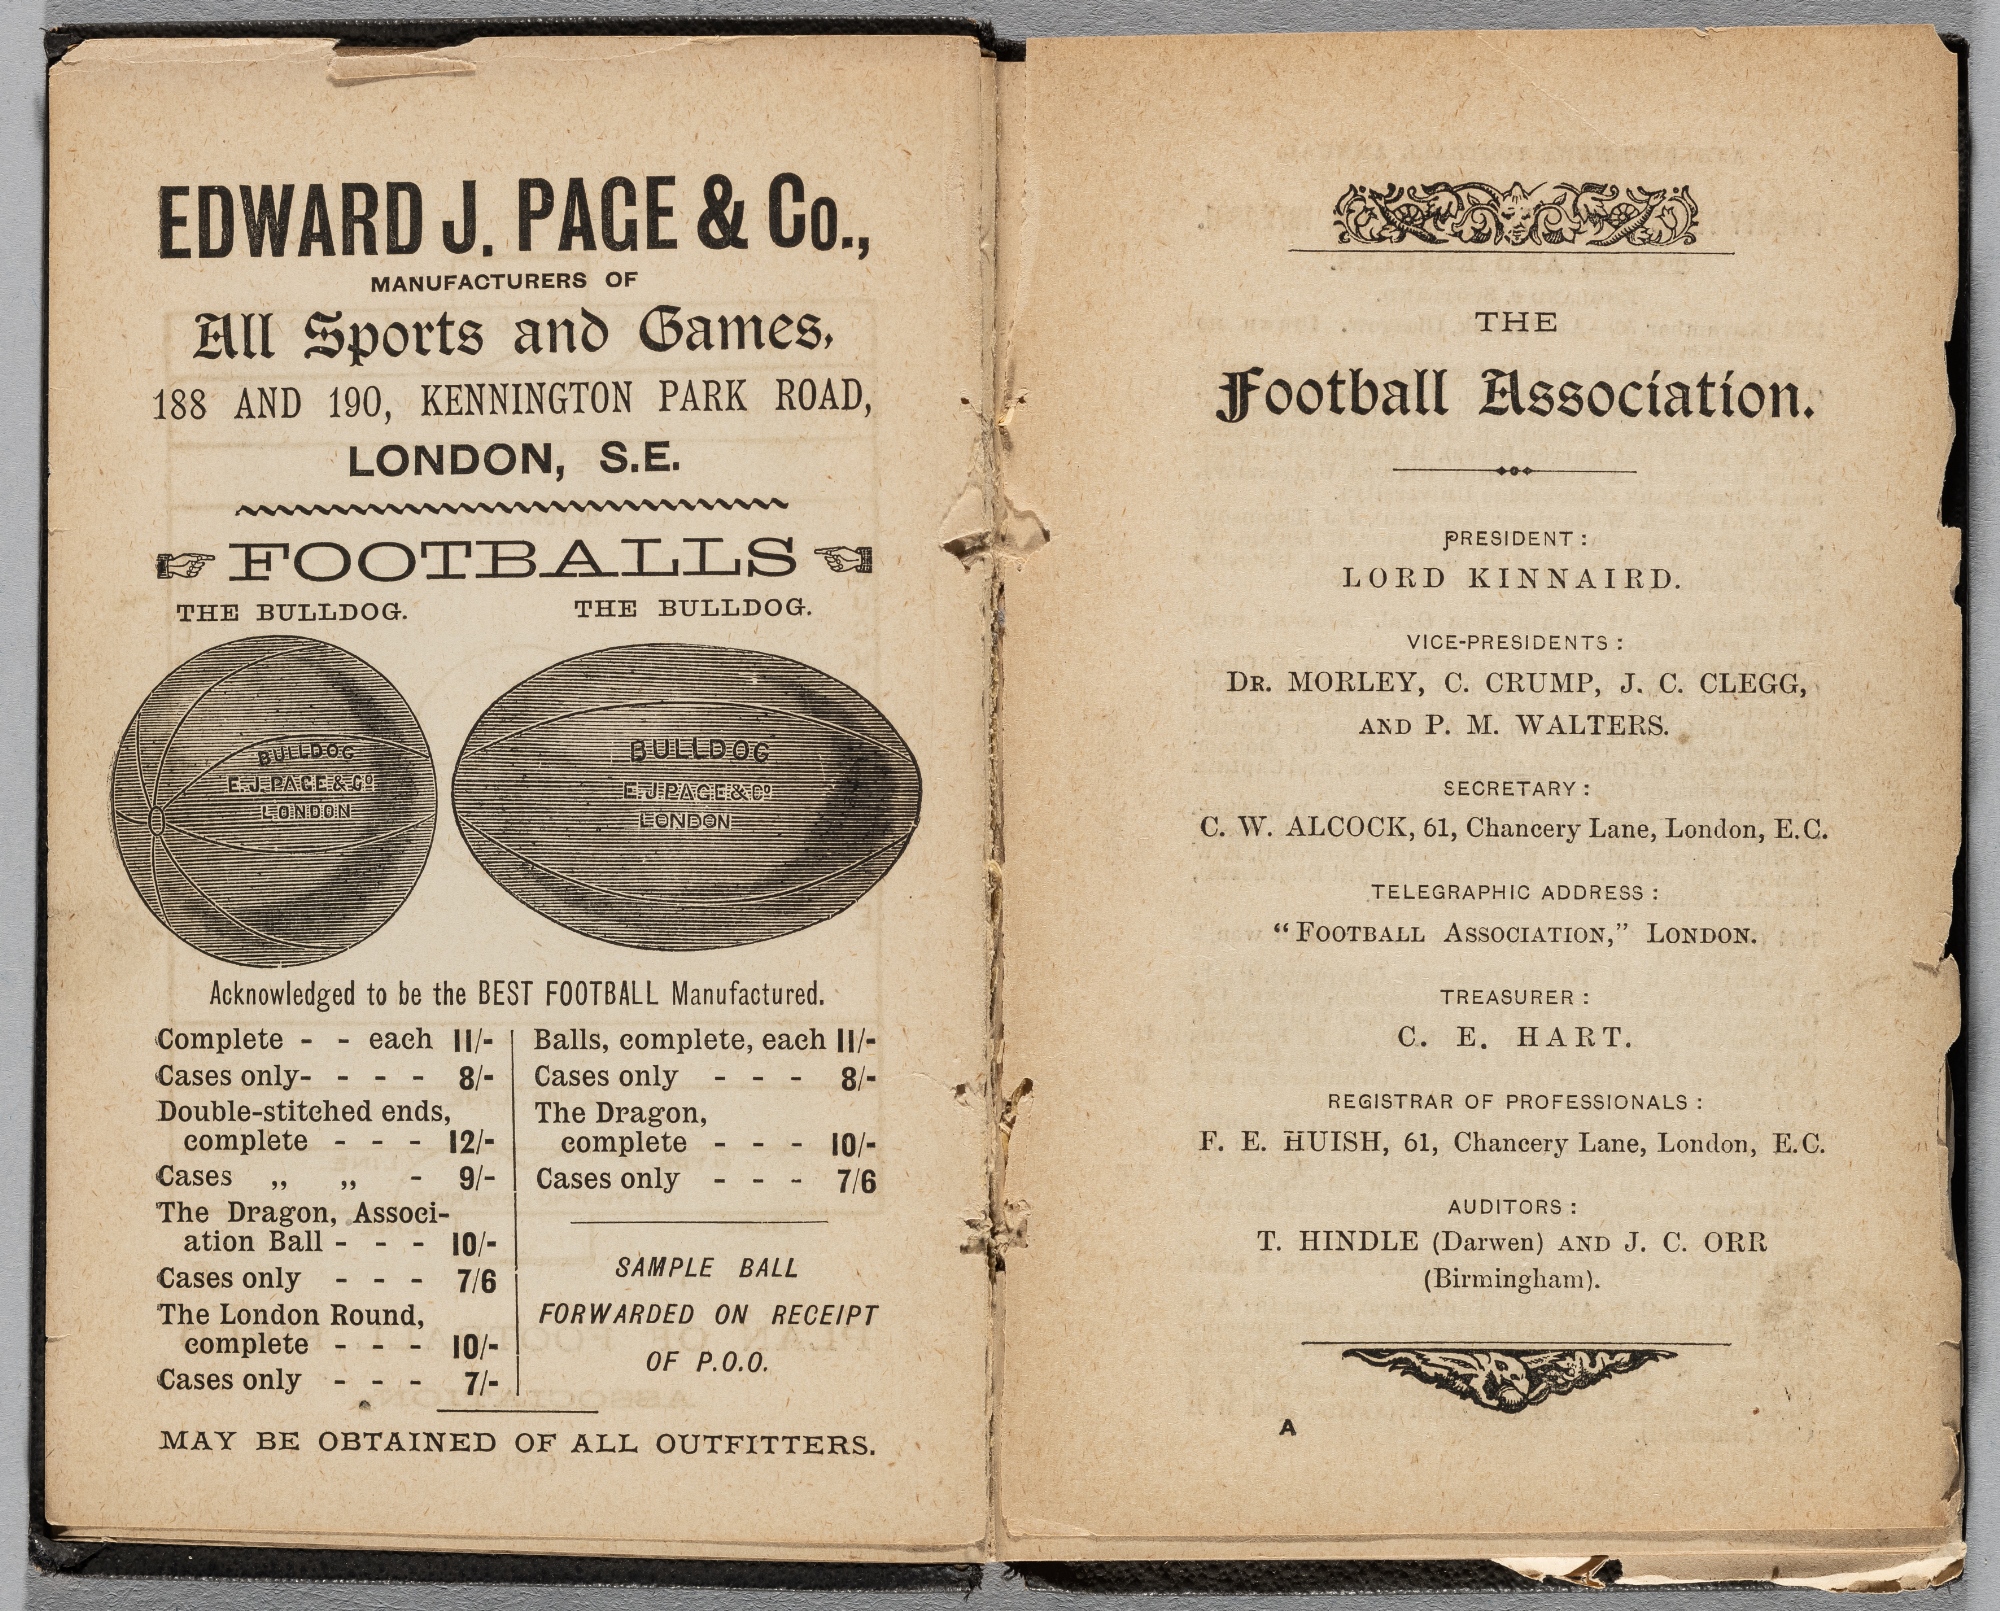 EDWARD J. PAGE & Co.,
MANUFACTURERS OF
All Sports and Games,
188 AND 190, KENNINGTON PARK ROAD,
LONDON, S.E.
FOOTBALLS
THE BULLDOG.
BULLDOG
E.J.PAGE&Co
LONDON
THE BULLDOG.
BULLDOG
E.J.PAGE&Co
LONDON
Acknowledged to be the BEST FOOTBALL Manufactured.
Complete - - each 11/-
Cases only- - - - 8/-
Double-stitched ends,
complete - - - 12/-
Cases ,, ,, - 9/-
The Dragon, Associ-
ation Ball - - - 10/-
Cases only - - - 7/6
The London Round,
complete - - - 10/-
Cases only - - - 7/-
Balls, complete, each 11/-
Cases only - - - 8/-
The Dragon,
complete - - - 10/-
Cases only - - - 7/6
SAMPLE BALL
FORWARDED ON RECEIPT
OF P.O.O.
MAY BE OBTAINED OF ALL OUTFITTERS.
THE
Football Association.
PRESIDENT:
LORD KINNAIRD.
VICE-PRESIDENTS:
DR. MORLEY, C. CRUMP, J. C. CLEGG,
AND P. M. WALTERS.
SECRETARY:
C. W. ALCOCK, 61, Chancery Lane, London, E.C.
TELEGRAPHIC ADDRESS:
"FOOTBALL ASSOCIATION," LONDON.
TREASURER:
C. E. HART.
REGISTRAR OF PROFESSIONALS:
F. E. HUISH, 61, Chancery Lane, London, E.C.
AUDITORS:
T. HINDLE (Darwen) AND J. C. ORR
(Birmingham).
A